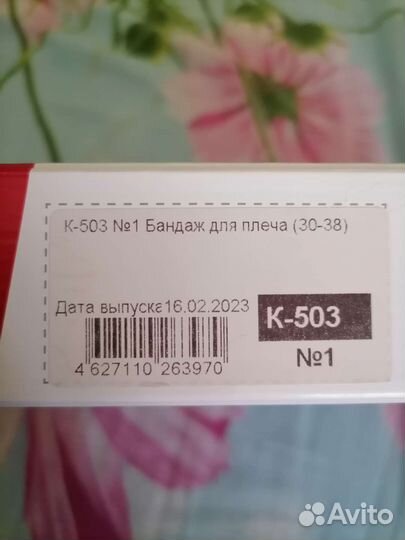 К-503 №1 Бандаж для плеча (30-38)
Дата выпуска16.02.2023
К-503
№1
4 627110 263970
Avito